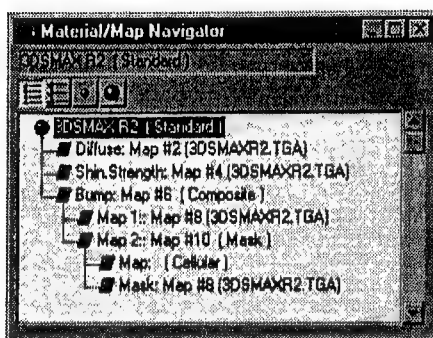 Material/Map Navigator
3DSMAX R2 ( Standard )
3DSMAX R2 ( Standard )
Diffuse: Map #2 (3DSMAXR2.TGA)
Shin.Strength: Map #4 (3DSMAXR2.TGA)
Bump: Map #6 ( Composite )
Map 1: Map #8 (3DSMAXR2.TGA)
Map 2: Map #10 ( Mask )
Map: ( Cellular )
Mask: Map #8 (3DSMAXR2.TGA)